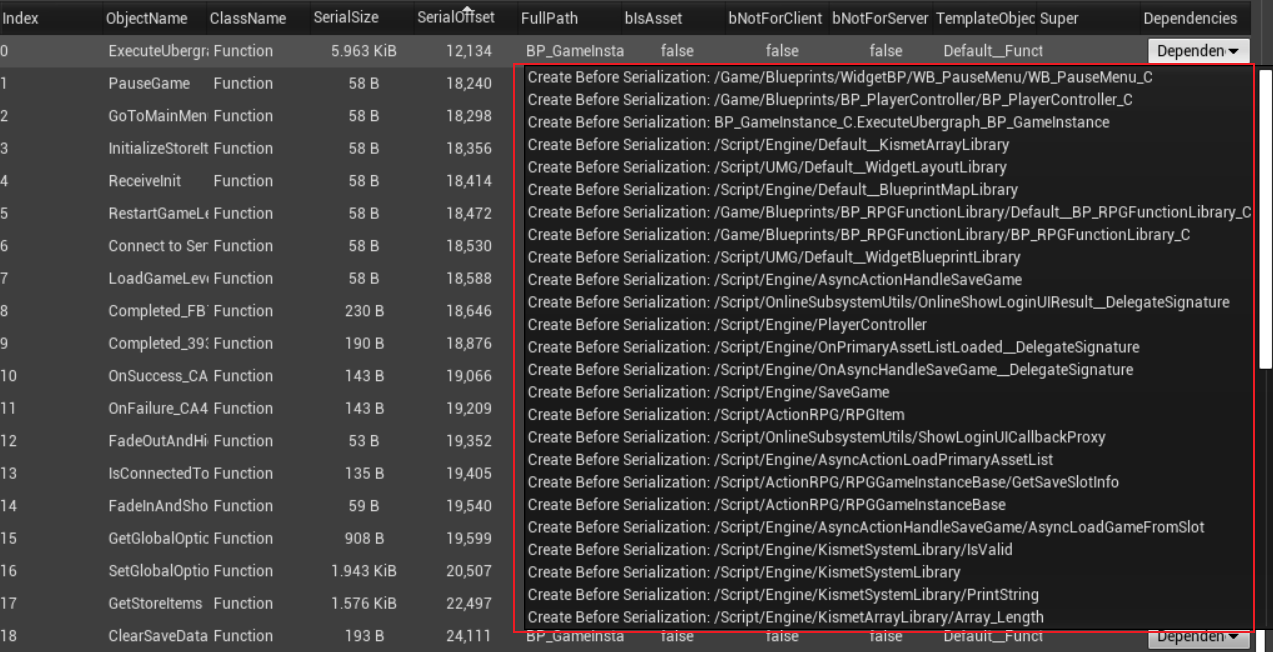 Index ObjectName ClassName SerialSize SerialOffset FullPath bIsAsset bNotForClient bNotForServer TemplateObjec Super Dependencies
0 ExecuteUbergra Function 5.963 KiB 12,134 BP_GameInsta false false false Default__Funct Dependen
1 PauseGame Function 58 B 18,240
Create Before Serialization: /Game/Blueprints/WidgetBP/WB_PauseMenu/WB_PauseMenu_C
2 GoToMainMen Function 58 B 18,298
Create Before Serialization: /Game/Blueprints/BP_PlayerController/BP_PlayerController_C
Create Before Serialization: BP_GameInstance_C.ExecuteUbergraph_BP_GameInstance
3 InitializeStoreIt Function 58 B 18,356
Create Before Serialization: /Script/Engine/Default__KismetArrayLibrary
Create Before Serialization: /Script/UMG/Default__WidgetLayoutLibrary
4 ReceiveInit Function 58 B 18,414
Create Before Serialization: /Script/Engine/Default__BlueprintMapLibrary
5 RestartGameLe Function 58 B 18,472
Create Before Serialization: /Game/Blueprints/BP_RPGFunctionLibrary/Default__BP_RPGFunctionLibrary_C
Create Before Serialization: /Game/Blueprints/BP_RPGFunctionLibrary/BP_RPGFunctionLibrary_C
6 Connect to Ser Function 58 B 18,530
Create Before Serialization: /Script/UMG/Default__WidgetBlueprintLibrary
7 LoadGameLeve Function 58 B 18,588
Create Before Serialization: /Script/Engine/AsyncActionHandleSaveGame
Create Before Serialization: /Script/OnlineSubsystemUtils/OnlineShowLoginUIResult__DelegateSignature
8 Completed_FB Function 230 B 18,646
Create Before Serialization: /Script/Engine/PlayerController
9 Completed_393 Function 190 B 18,876
Create Before Serialization: /Script/Engine/OnPrimaryAssetListLoaded__DelegateSignature
Create Before Serialization: /Script/Engine/OnAsyncHandleSaveGame__DelegateSignature
10 OnSuccess_CA Function 143 B 19,066
Create Before Serialization: /Script/Engine/SaveGame
11 OnFailure_CA4 Function 143 B 19,209
Create Before Serialization: /Script/ActionRPG/RPGItem
Create Before Serialization: /Script/OnlineSubsystemUtils/ShowLoginUICallbackProxy
12 FadeOutAndHi Function 53 B 19,352
Create Before Serialization: /Script/Engine/AsyncActionLoadPrimaryAssetList
13 IsConnectedTo Function 135 B 19,405
Create Before Serialization: /Script/ActionRPG/RPGGameInstanceBase/GetSaveSlotInfo
Create Before Serialization: /Script/ActionRPG/RPGGameInstanceBase
14 FadeInAndSho Function 59 B 19,540
Create Before Serialization: /Script/Engine/AsyncActionHandleSaveGame/AsyncLoadGameFromSlot
15 GetGlobalOptic Function 908 B 19,599
Create Before Serialization: /Script/Engine/KismetSystemLibrary/IsValid
16 SetGlobalOptio Function 1.943 KiB 20,507
Create Before Serialization: /Script/Engine/KismetSystemLibrary
Create Before Serialization: /Script/Engine/KismetSystemLibrary/PrintString
17 GetStoreItems Function 1.576 KiB 22,497
Create Before Serialization: /Script/Engine/KismetArrayLibrary/Array_Length
18 ClearSaveData Function 193 B 24,111 BP_GameInsta false false false Default__Funct Dependen